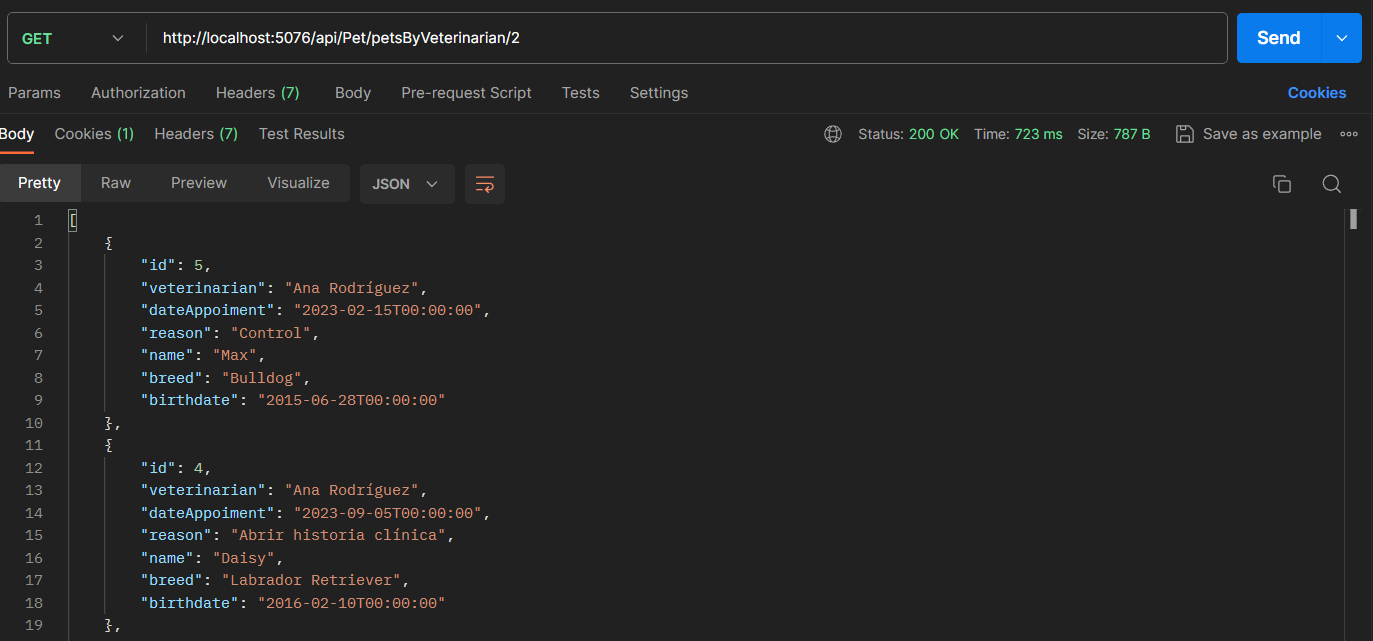 GET http://localhost:5076/api/Pet/petsByVeterinarian/2 Send
Params Authorization Headers (7) Body Pre-request Script Tests Settings Cookies
Body Cookies (1) Headers (7) Test Results Status: 200 OK Time: 723 ms Size: 787 B Save as example
Pretty Raw Preview Visualize JSON
1 [
2 {
3 "id": 5,
4 "veterinarian": "Ana Rodríguez",
5 "dateAppoiment": "2023-02-15T00:00:00",
6 "reason": "Control",
7 "name": "Max",
8 "breed": "Bulldog",
9 "birthdate": "2015-06-28T00:00:00"
10 },
11 {
12 "id": 4,
13 "veterinarian": "Ana Rodríguez",
14 "dateAppoiment": "2023-09-05T00:00:00",
15 "reason": "Abrir historia clínica",
16 "name": "Daisy",
17 "breed": "Labrador Retriever",
18 "birthdate": "2016-02-10T00:00:00"
19 },